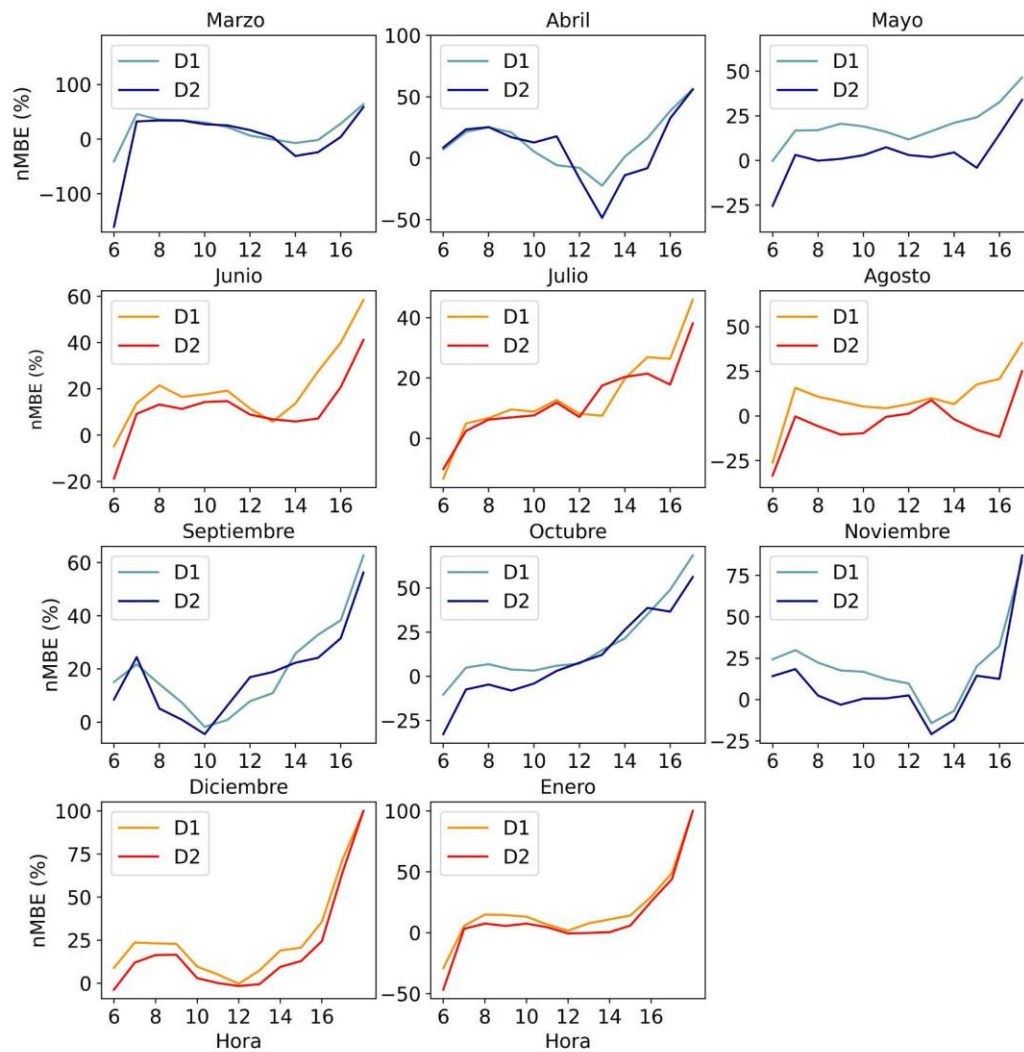 Marzo Abril Mayo
nMBE (%)
100
0
−100
D1
D2
6 8 10 12 14 16
100
50
0
−50
D1
D2
6 8 10 12 14 16
50
25
0
−25
D1
D2
6 8 10 12 14 16
Junio Julio Agosto
nMBE (%)
60
40
20
0
−20
D1
D2
6 8 10 12 14 16
40
20
0
D1
D2
6 8 10 12 14 16
50
25
0
−25
D1
D2
6 8 10 12 14 16
Septiembre Octubre Noviembre
nMBE (%)
60
40
20
0
D1
D2
6 8 10 12 14 16
50
25
0
−25
D1
D2
6 8 10 12 14 16
75
50
25
0
−25
D1
D2
6 8 10 12 14 16
Diciembre Enero
nMBE (%)
100
75
50
25
0
D1
D2
6 8 10 12 14 16
Hora
100
50
0
−50
D1
D2
6 8 10 12 14 16
Hora